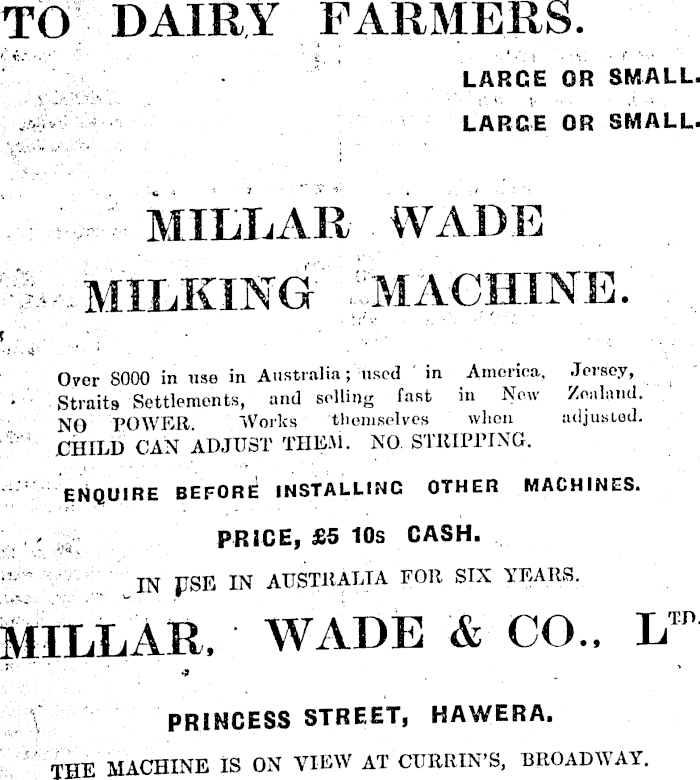 TO DAIRY FARMERS.
LARGE OR SMALL.
LARGE OR SMALL.
MILLAR WADE
MILKING MACHINE.
Over 8000 in use in Australia; used in America, Jersey,
Straits Settlements, and selling fast in New Zealand.
NO POWER. Works themselves when adjusted.
CHILD CAN ADJUST THEM. NO STRIPPING.
ENQUIRE BEFORE INSTALLING OTHER MACHINES.
PRICE, £5 10s CASH.
IN USE IN AUSTRALIA FOR SIX YEARS.
MILLAR, WADE & CO., LTD.
PRINCESS STREET, HAWERA.
THE MACHINE IS ON VIEW AT CURRIN'S, BROADWAY.